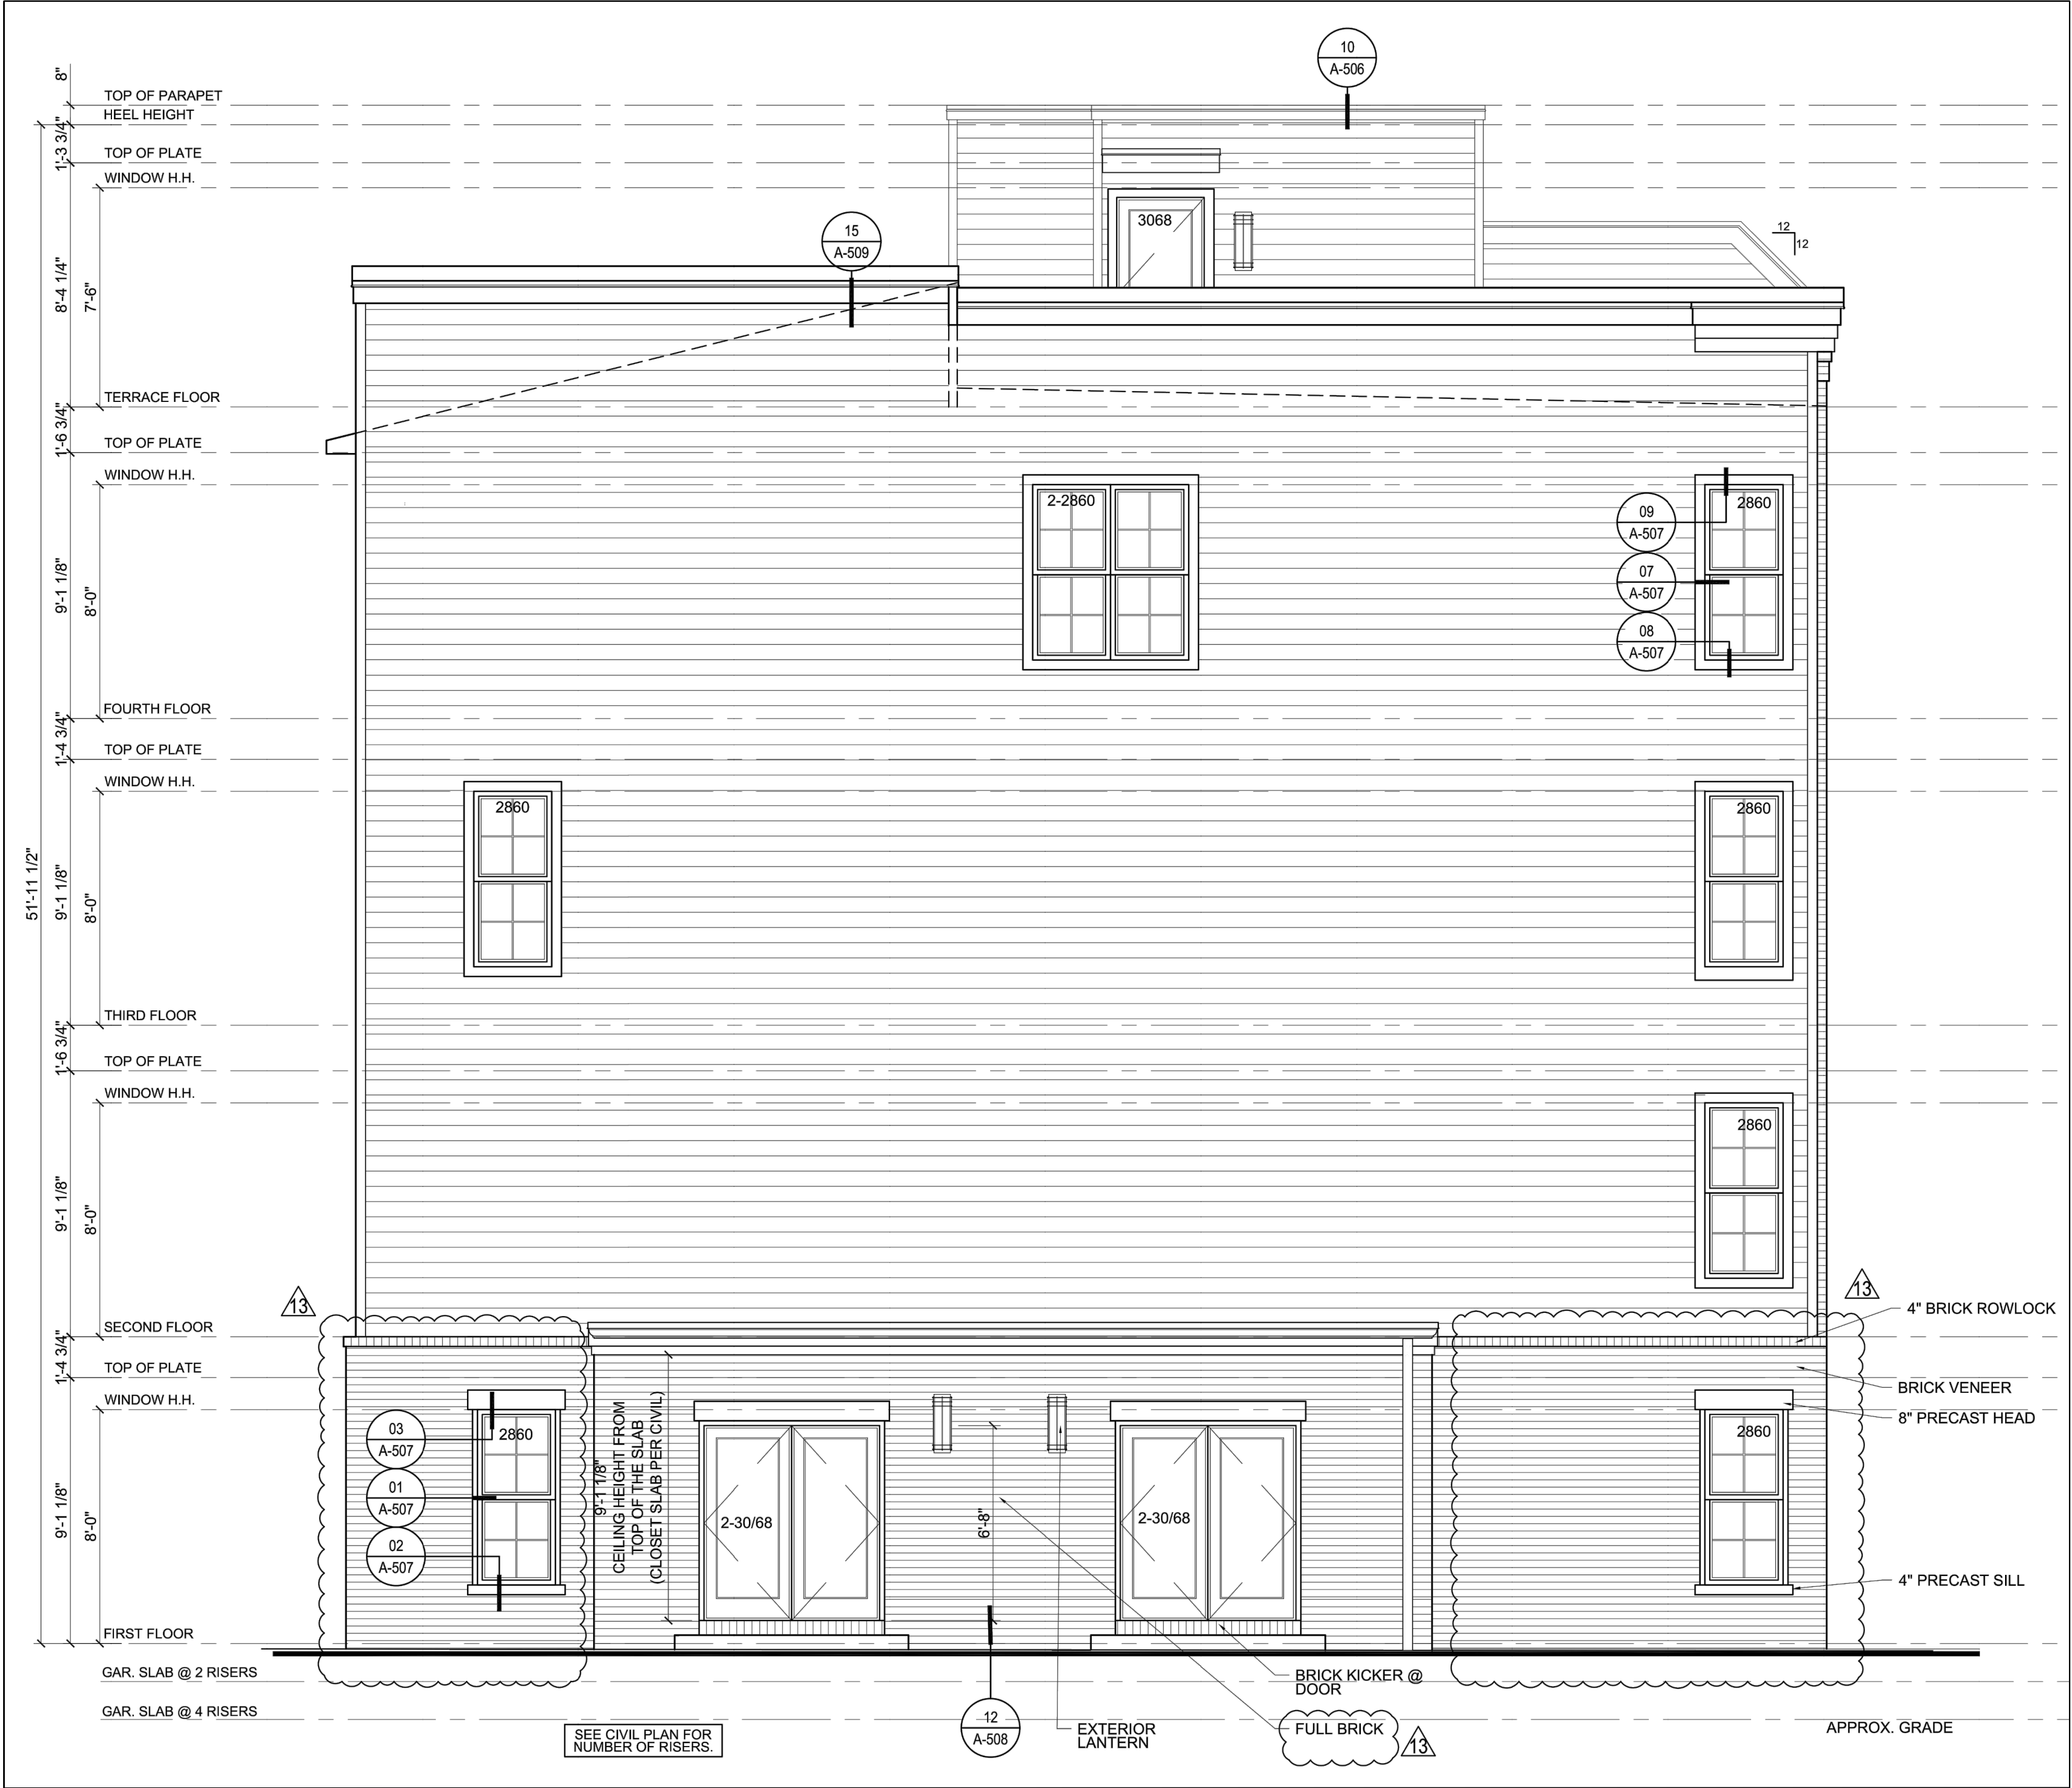 10
A-506
8"
TOP OF PARAPET
HEEL HEIGHT
1'-3 3/4"
TOP OF PLATE
WINDOW H.H.
3068
15
A-509
12
12
8'-4 1/4"
7'-6"
TERRACE FLOOR
1'-6 3/4"
TOP OF PLATE
WINDOW H.H.
2-2860
2860
09
A-507
07
A-507
08
A-507
9'-1 1/8"
8'-0"
FOURTH FLOOR
1'-4 3/4"
TOP OF PLATE
WINDOW H.H.
2860
2860
51'-11 1/2"
9'-1 1/8"
8'-0"
THIRD FLOOR
1'-6 3/4"
TOP OF PLATE
WINDOW H.H.
2860
9'-1 1/8"
8'-0"
13
13
4" BRICK ROWLOCK
SECOND FLOOR
1'-4 3/4"
TOP OF PLATE
BRICK VENEER
WINDOW H.H.
8" PRECAST HEAD
03
A-507
2860
2860
01
A-507
02
A-507
9'-1 1/8"
CEILING HEIGHT FROM
TOP OF THE SLAB
(CLOSET SLAB PER CIVIL)
2-30/68
6'-8"
2-30/68
9'-1 1/8"
8'-0"
4" PRECAST SILL
FIRST FLOOR
GAR. SLAB @ 2 RISERS
BRICK KICKER @
DOOR
GAR. SLAB @ 4 RISERS
SEE CIVIL PLAN FOR
NUMBER OF RISERS.
12
A-508
EXTERIOR
LANTERN
FULL BRICK
13
APPROX. GRADE